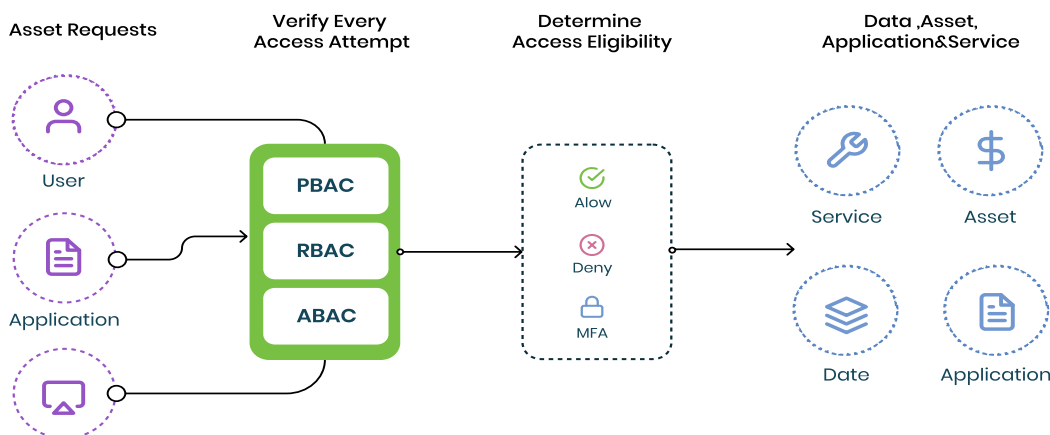 Asset Requests
Verify Every
Access Attempt
Determine
Access Eligibility
Data ,Asset,
Application&Service
User
Application
PBAC
RBAC
ABAC
Alow
Deny
MFA
Service
Asset
Date
Application